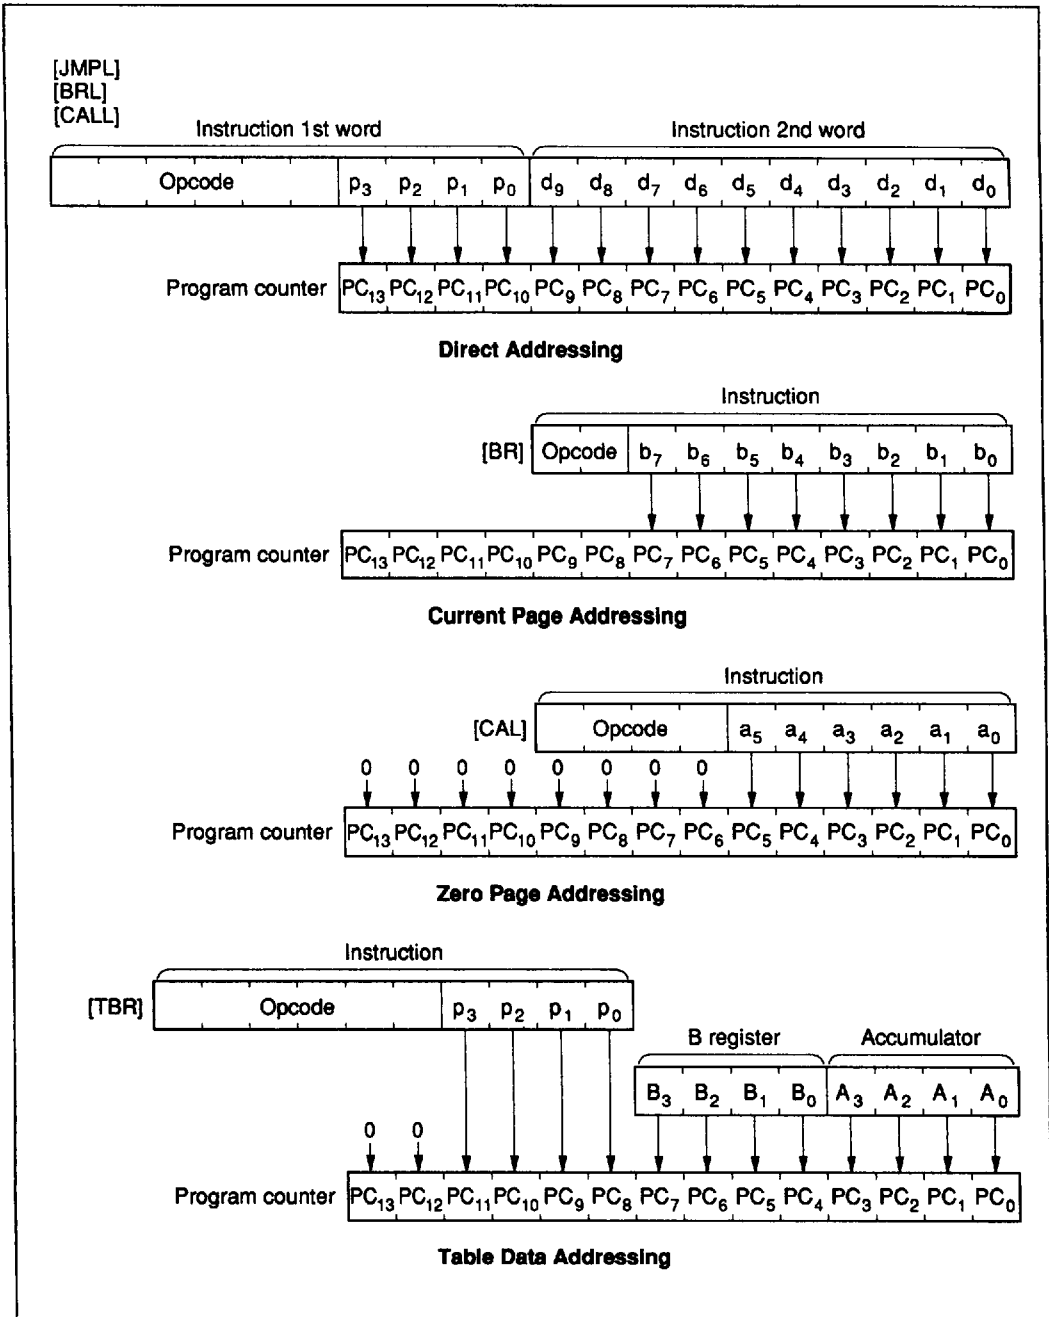 [JMPL]
[BRL]
[CALL]
Instruction 1st word Instruction 2nd word
Opcode p3 p2 p1 p0 d9 d8 d7 d6 d5 d4 d3 d2 d1 d0
Program counter PC13 PC12 PC11 PC10 PC9 PC8 PC7 PC6 PC5 PC4 PC3 PC2 PC1 PC0
Direct Addressing
Instruction
[BR] Opcode b7 b6 b5 b4 b3 b2 b1 b0
Program counter PC13 PC12 PC11 PC10 PC9 PC8 PC7 PC6 PC5 PC4 PC3 PC2 PC1 PC0
Current Page Addressing
Instruction
[CAL] Opcode a5 a4 a3 a2 a1 a0
0 0 0 0 0 0 0 0
Program counter PC13 PC12 PC11 PC10 PC9 PC8 PC7 PC6 PC5 PC4 PC3 PC2 PC1 PC0
Zero Page Addressing
Instruction
[TBR] Opcode p3 p2 p1 p0
B register Accumulator
B3 B2 B1 B0 A3 A2 A1 A0
0 0
Program counter PC13 PC12 PC11 PC10 PC9 PC8 PC7 PC6 PC5 PC4 PC3 PC2 PC1 PC0
Table Data Addressing